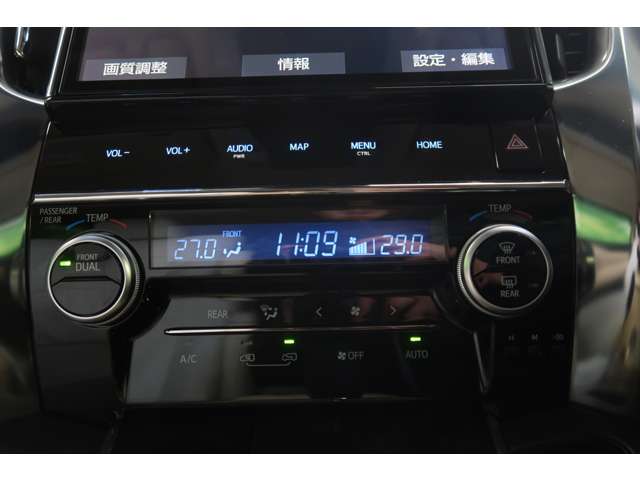 画質調整 情報 設定・編集
VOL− VOL+ AUDIO MAP MENU HOME
PWR CTRL
PASSENGER
/REAR TEMP TEMP
FRONT
27.0 11:09 29.0
FRONT
DUAL
FRONT
REAR
REAR
A/C OFF AUTO